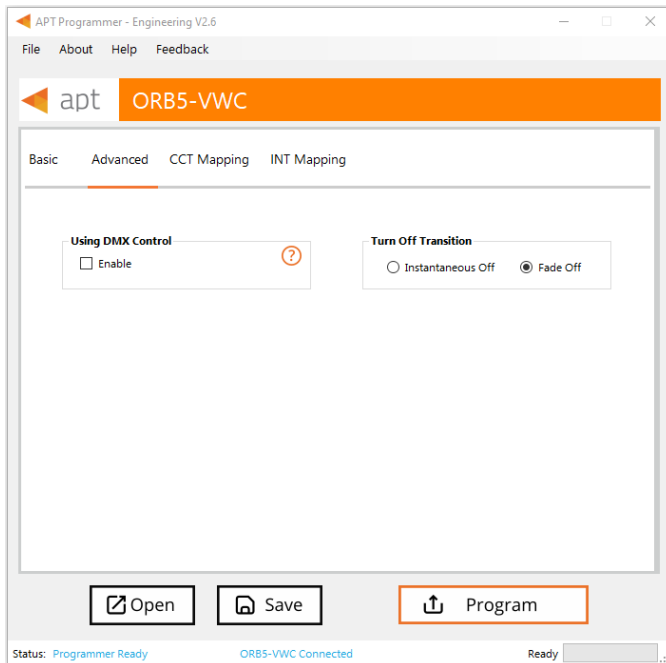 APT Programmer - Engineering V2.6
File About Help Feedback
apt ORB5-VWC
Basic Advanced CCT Mapping INT Mapping
Using DMX Control Turn Off Transition
Enable ? Instantaneous Off Fade Off
Open Save Program
Status: Programmer Ready ORB5-VWC Connected Ready